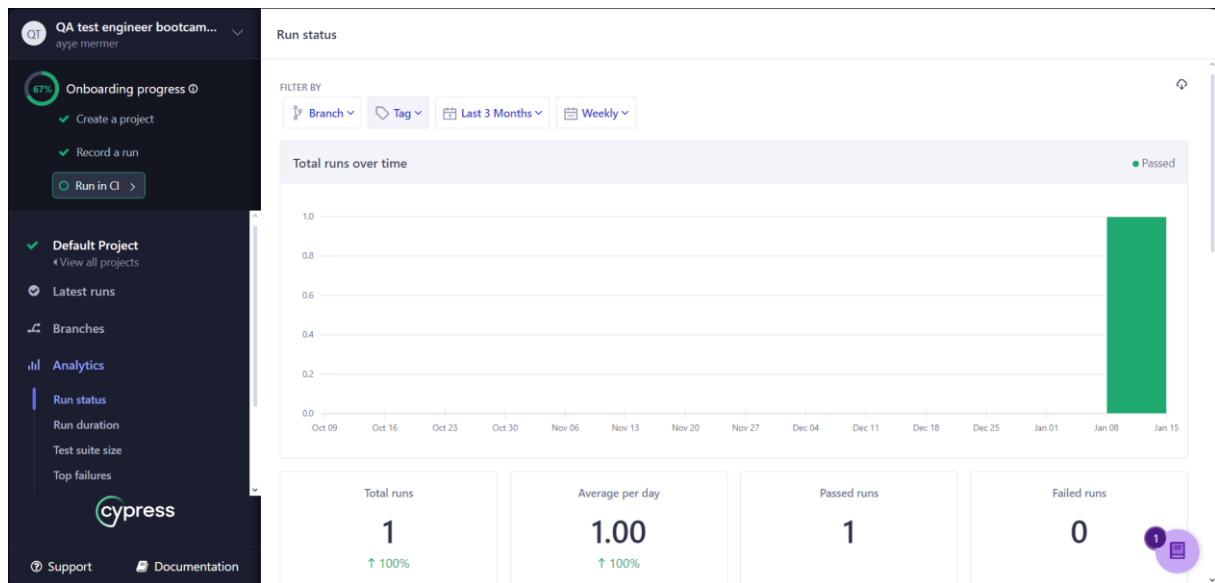 QT
QA test engineer bootcam...
ayşe mermer
67%
Onboarding progress
Create a project
Record a run
Run in CI
Default Project
View all projects
Latest runs
Branches
Analytics
Run status
Run duration
Test suite size
Top failures
cypress
Support
Documentation
Run status
FILTER BY
Branch
Tag
Last 3 Months
Weekly
Total runs over time
Passed
1.0
0.8
0.6
0.4
0.2
0.0
Oct 09 Oct 16 Oct 23 Oct 30 Nov 06 Nov 13 Nov 20 Nov 27 Dec 04 Dec 11 Dec 18 Dec 25 Jan 01 Jan 08 Jan 15
Total runs
1
↑ 100%
Average per day
1.00
↑ 100%
Passed runs
1
Failed runs
0
1